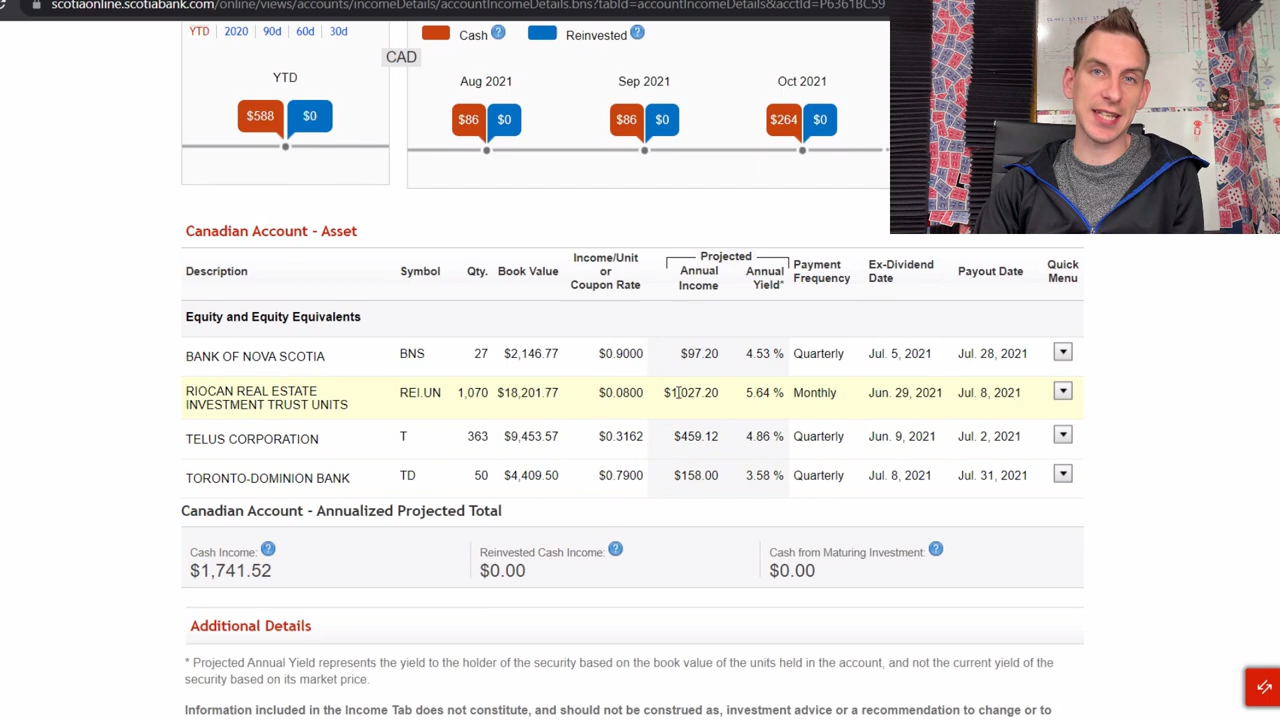 scotiaonline.scotiabank.com/online/views/accounts/incomeDetails/accountIncomeDetails.bns?tabId=accountIncomeDetails&acctId=P6361BC59
YTD 2020 90d 60d 30d
Cash ? Reinvested ?
CAD
YTD Aug 2021 Sep 2021 Oct 2021
$588 $0 $86 $0 $86 $0 $264 $0
Canadian Account - Asset
Description Symbol Qty. Book Value Income/Unit or Coupon Rate Projected Annual Income Annual Yield* Payment Frequency Ex-Dividend Date Payout Date Quick Menu
Equity and Equity Equivalents
BANK OF NOVA SCOTIA BNS 27 $2,146.77 $0.9000 $97.20 4.53 % Quarterly Jul. 5, 2021 Jul. 28, 2021
RIOCAN REAL ESTATE INVESTMENT TRUST UNITS REI.UN 1,070 $18,201.77 $0.0800 $1,027.20 5.64 % Monthly Jun. 29, 2021 Jul. 8, 2021
TELUS CORPORATION T 363 $9,453.57 $0.3162 $459.12 4.86 % Quarterly Jun. 9, 2021 Jul. 2, 2021
TORONTO-DOMINION BANK TD 50 $4,409.50 $0.7900 $158.00 3.58 % Quarterly Jul. 8, 2021 Jul. 31, 2021
Canadian Account - Annualized Projected Total
Cash Income: ? Reinvested Cash Income: ? Cash from Maturing Investment: ?
$1,741.52 $0.00 $0.00
Additional Details
* Projected Annual Yield represents the yield to the holder of the security based on the book value of the units held in the account, and not the current yield of the
security based on its market price.
Information included in the Income Tab does not constitute, and should not be construed as, investment advice or a recommendation to change or to